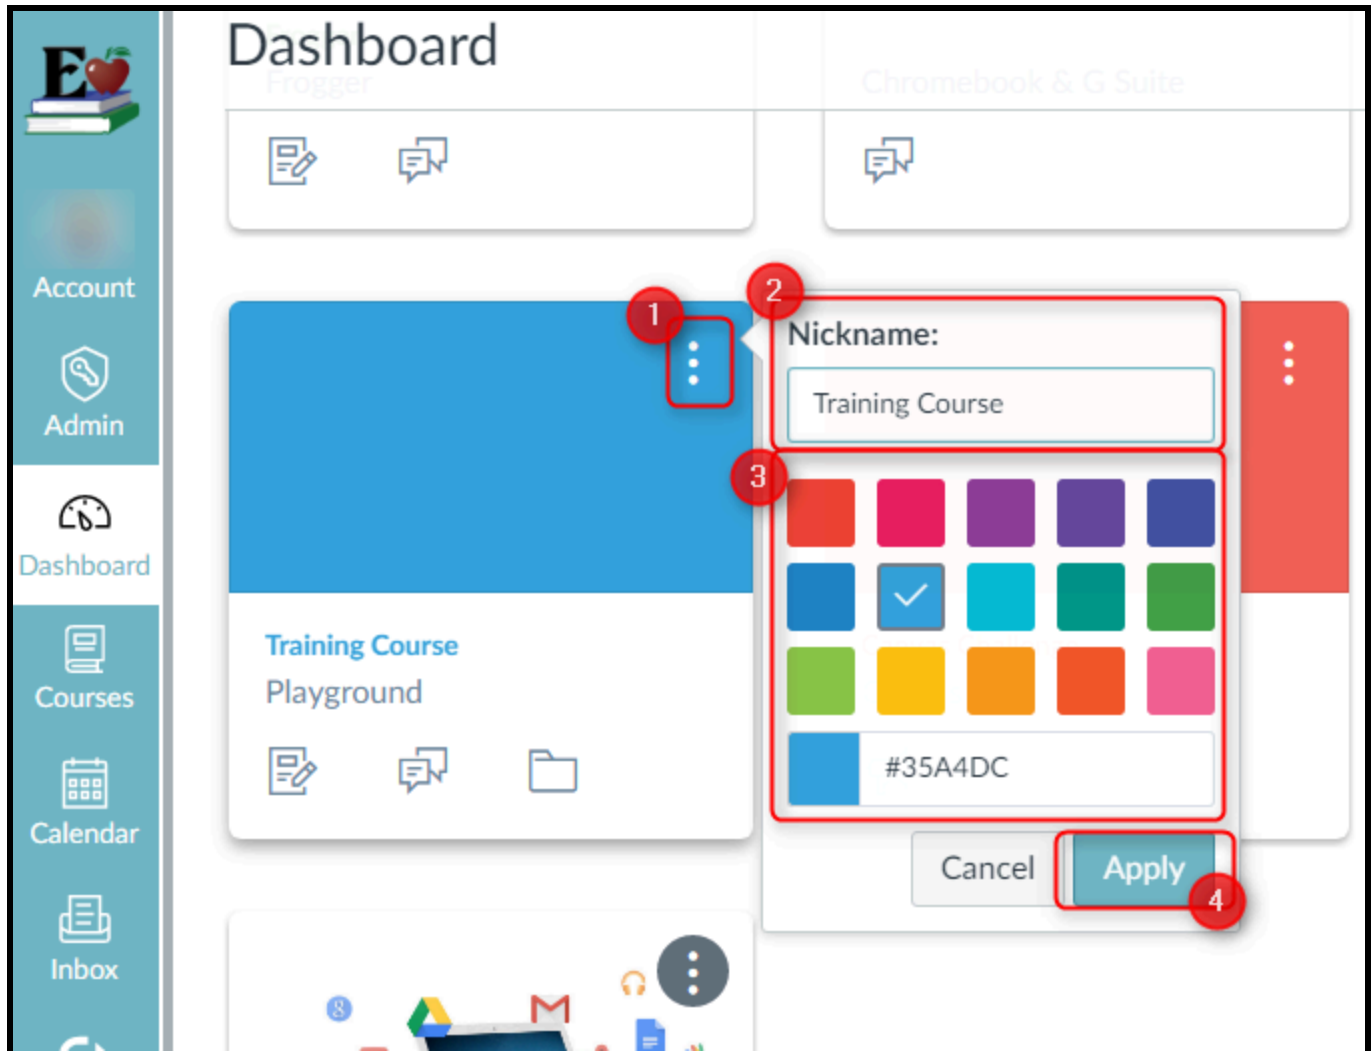 E
Dashboard
Frogger
Chromebook & G Suite
Account
Admin
Dashboard
Courses
Calendar
Inbox
1
2
Nickname:
Training Course
3
#35A4DC
Cancel
Apply
4
Training Course
Playground
8
M